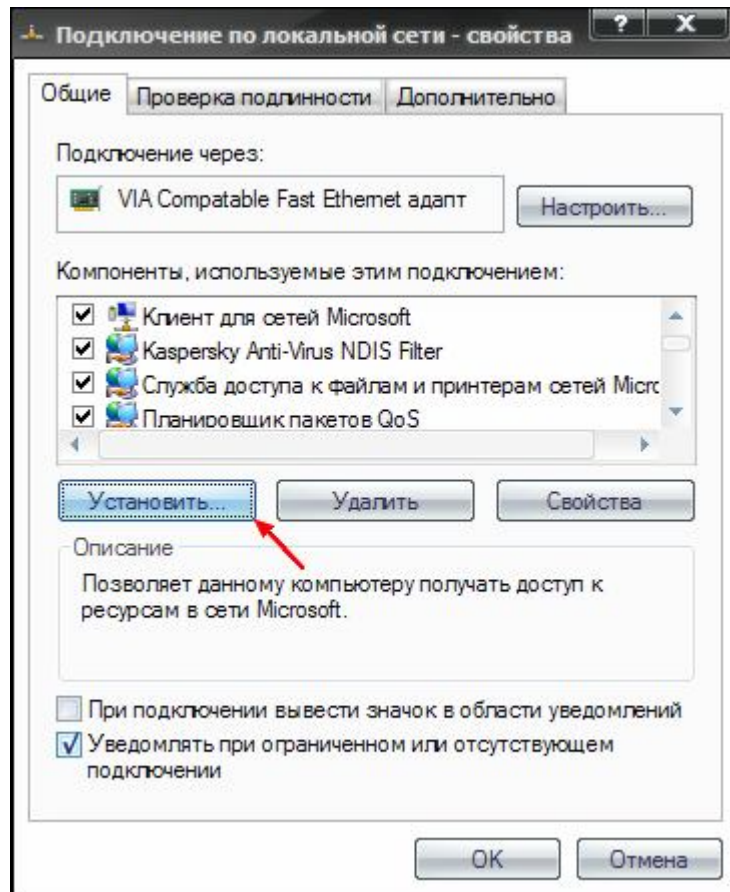 Подключение по локальной сети - свойства
Общие
Проверка подлинности
Дополнительно
Подключение через:
VIA Compatable Fast Ethernet адапт
Настроить...
Компоненты, используемые этим подключением:
Клиент для сетей Microsoft
Kaspersky Anti-Virus NDIS Filter
Служба доступа к файлам и принтерам сетей Micro
Планировщик пакетов QoS
Установить...
Удалить
Свойства
Описание
Позволяет данному компьютеру получать доступ к
ресурсам в сети Microsoft.
При подключении вывести значок в области уведомлений
Уведомлять при ограниченном или отсутствующем
подключении
OK
Отмена